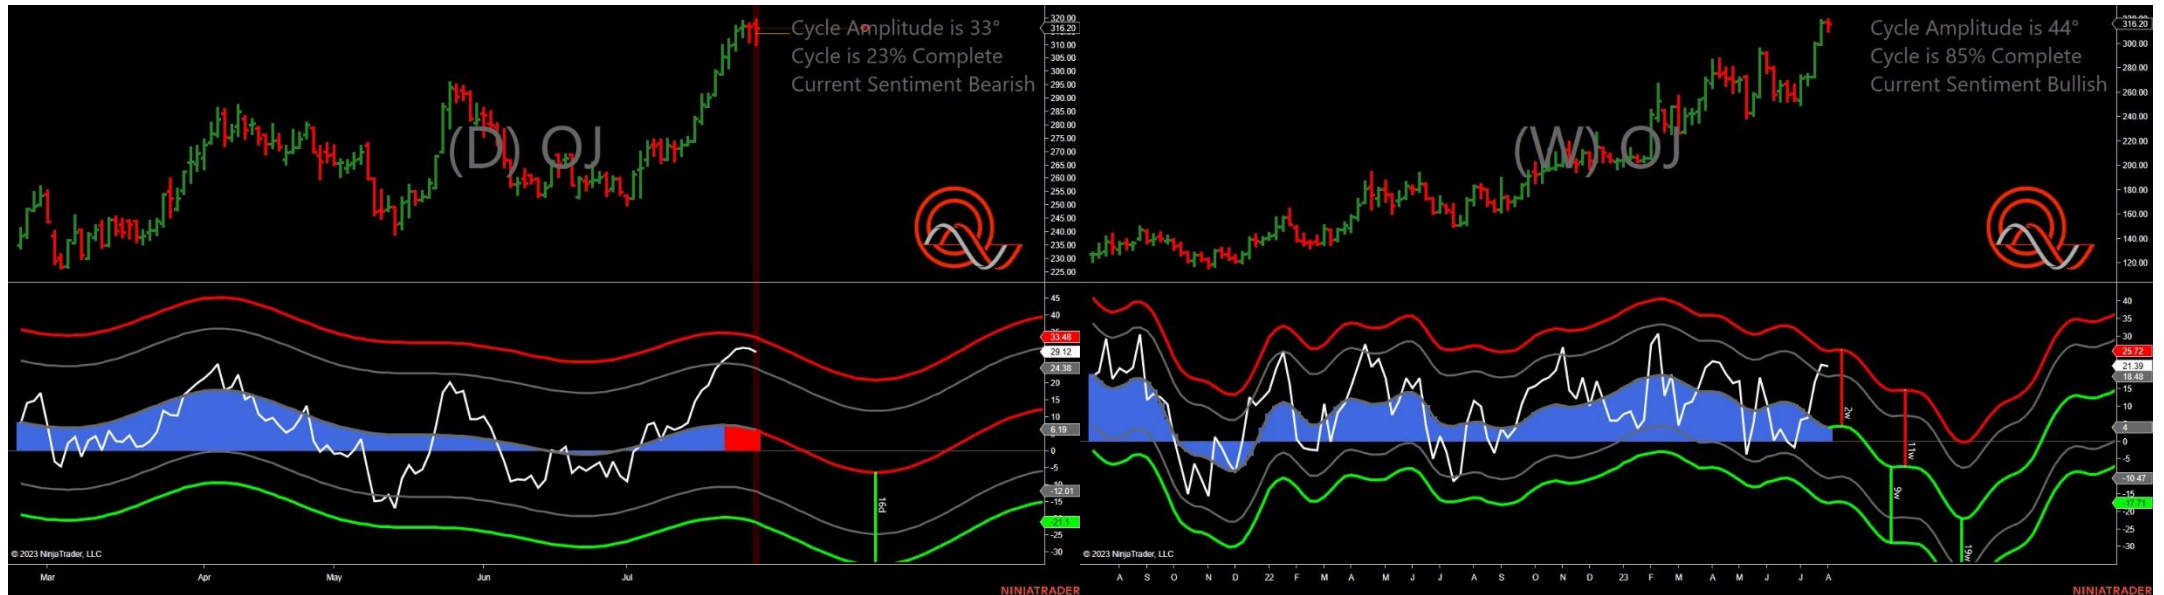 Cycle Amplitude is 33°
Cycle is 23% Complete
Current Sentiment Bearish
(D) OJ
320.00
316.20
310.00
305.00
300.00
295.00
290.00
285.00
280.00
275.00
270.00
265.00
260.00
255.00
250.00
245.00
240.00
235.00
230.00
225.00
45
40
33.48
29.12
24.38
20
15
10
6.19
0
-5
-12.01
-15
-21.1
-25
-30
16d
© 2023 NinjaTrader, LLC
Mar
Apr
May
Jun
Jul
NINJATRADER
Cycle Amplitude is 44°
Cycle is 85% Complete
Current Sentiment Bullish
(W) OJ
316.20
300.00
280.00
260.00
240.00
220.00
200.00
180.00
160.00
140.00
120.00
40
35
30
25.72
21.39
18.48
15
10
4
0
-5
-10.47
-15
-17.71
-20
-25
-30
2w
11w
9w
19w
© 2023 NinjaTrader, LLC
A S O N D 22 F M A M J J A S O N D 23 F M A M J J A
NINJATRADER